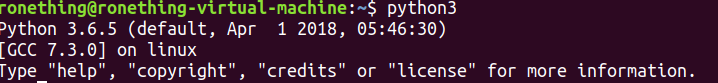 ronething@ronething-virtual-machine:~$ python3
Python 3.6.5 (default, Apr  1 2018, 05:46:30)
[GCC 7.3.0] on linux
Type "help", "copyright", "credits" or "license" for more information.